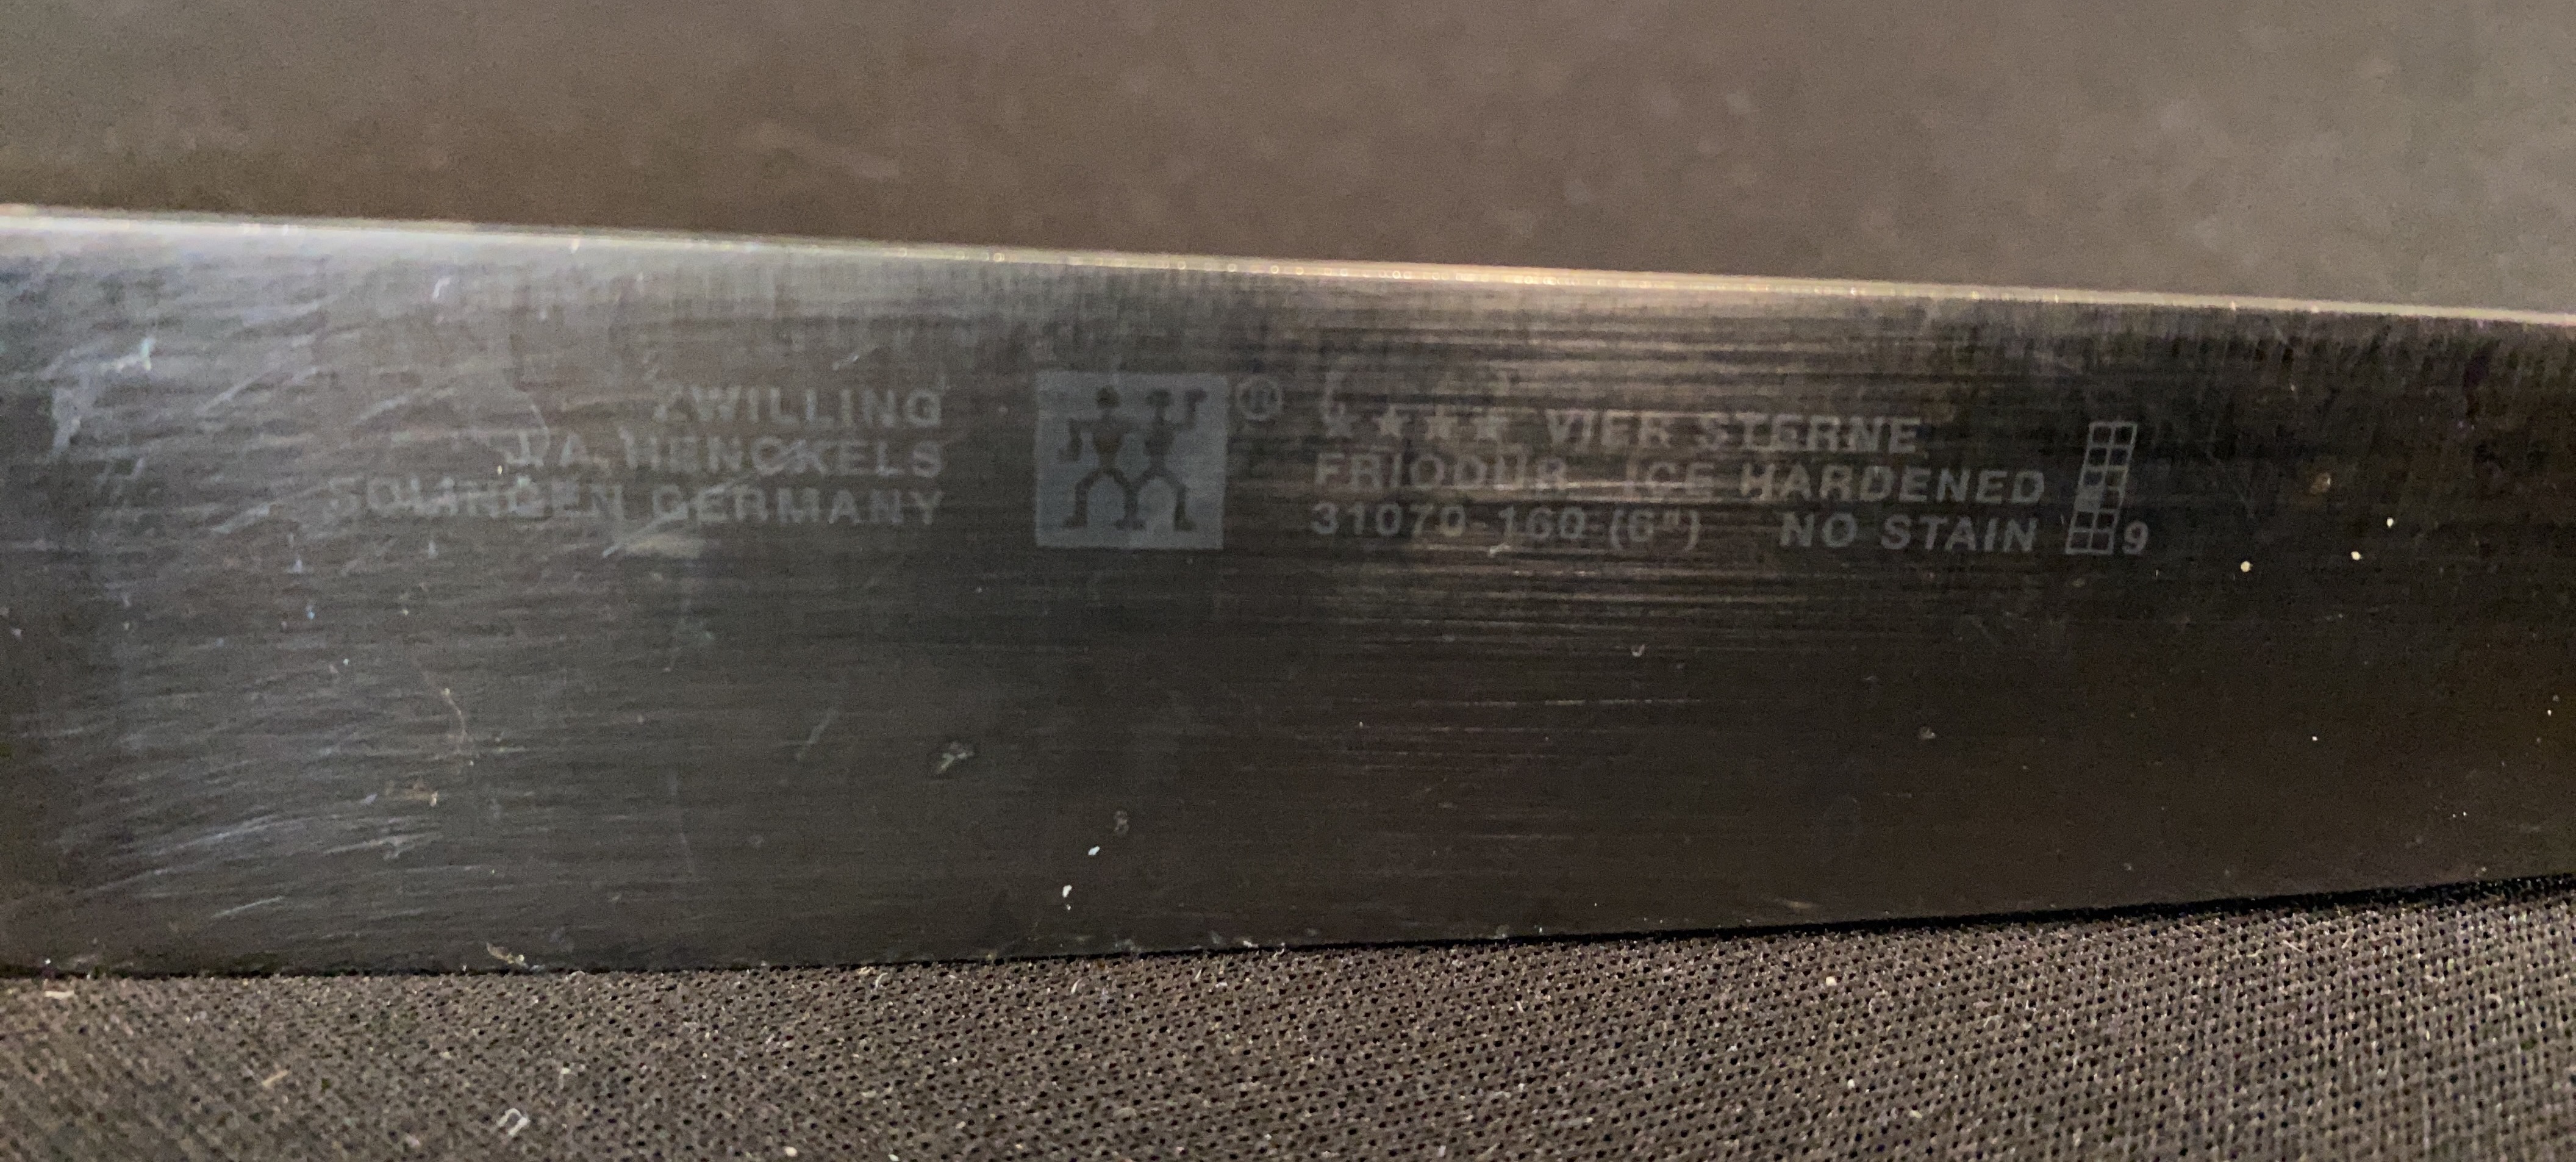 ZWILLING
J.A. HENCKELS
SOLINGEN GERMANY
®
★★★★ VIER STERNE
FRIODUR ICE HARDENED
31070-160 (6") NO STAIN
9